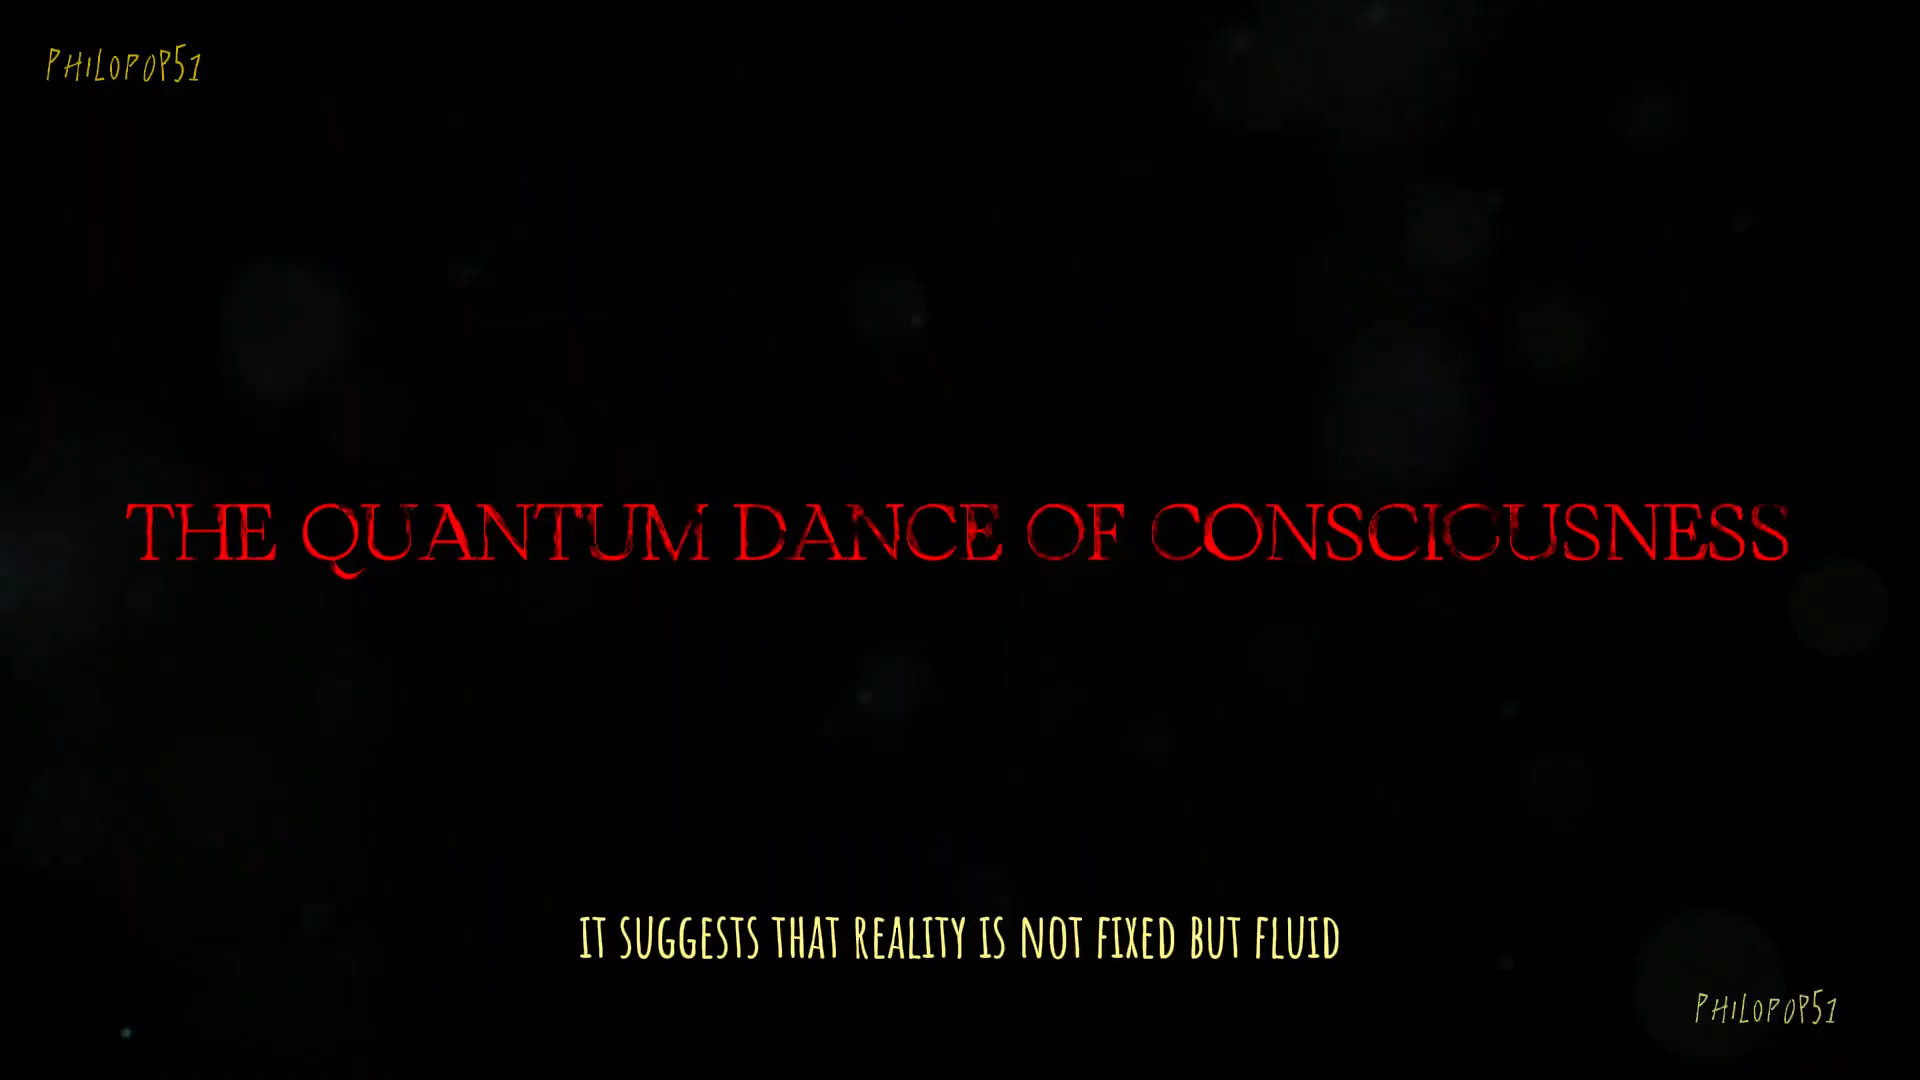 PHILOPOP51
THE QUANTUM DANCE OF CONSCIOUSNESS
IT SUGGESTS THAT REALITY IS NOT FIXED BUT FLUID
PHILOPOP51